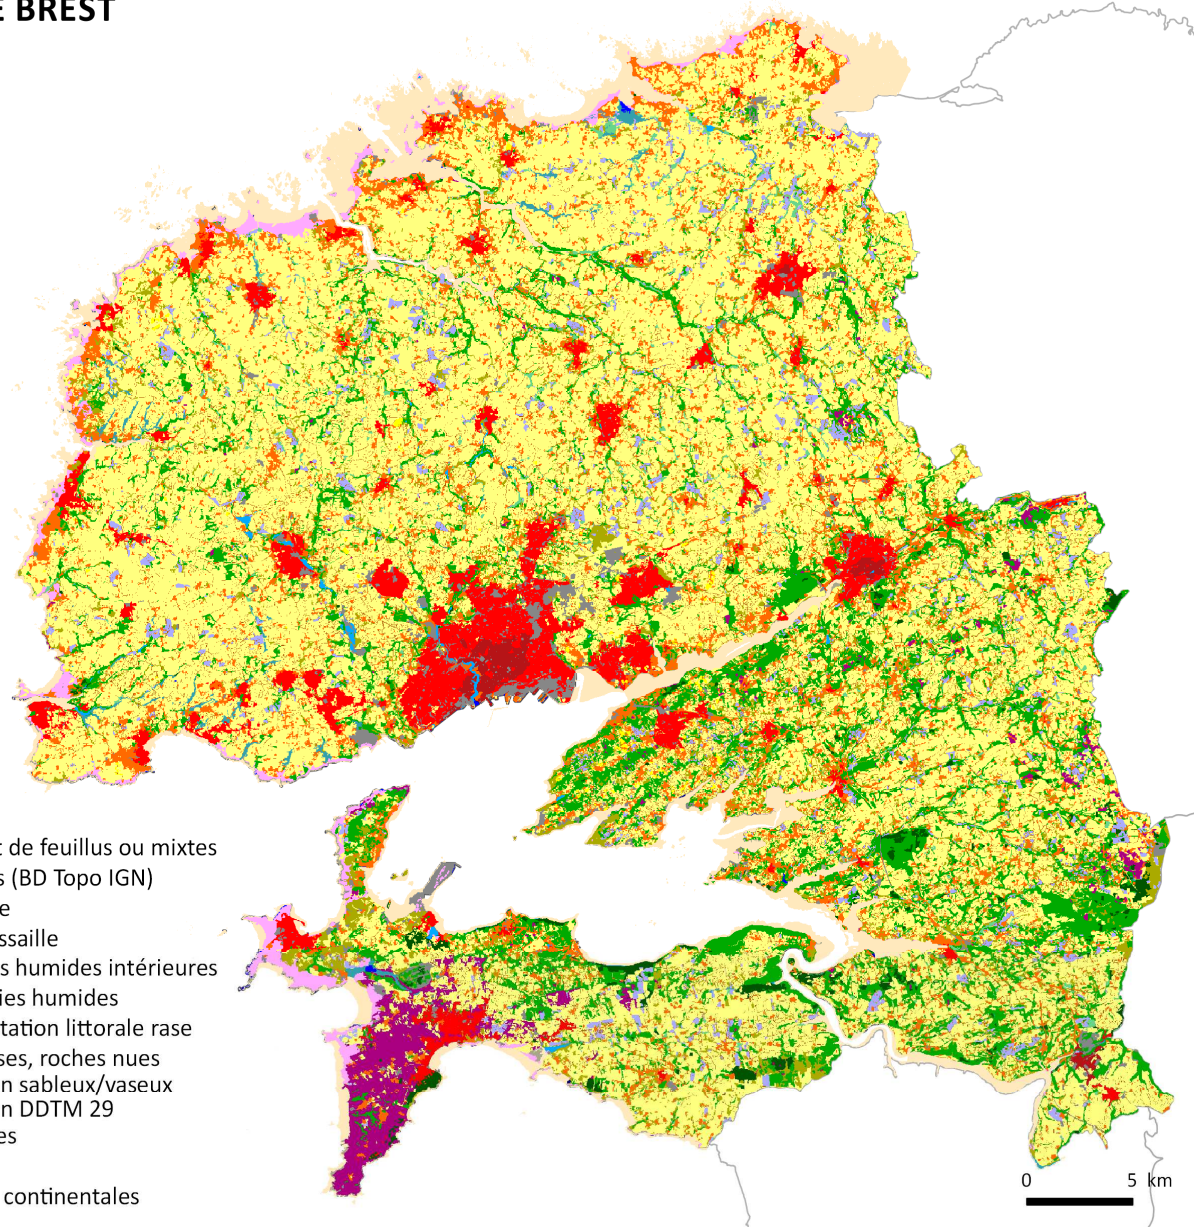 E BREST
t de feuillus ou mixtes
s (BD Topo IGN)
e
ssaille
s humides intérieures
ies humides
tation littorale rase
ses, roches nues
n sableux/vaseux
n DDTM 29
es
continentales
0 5 km